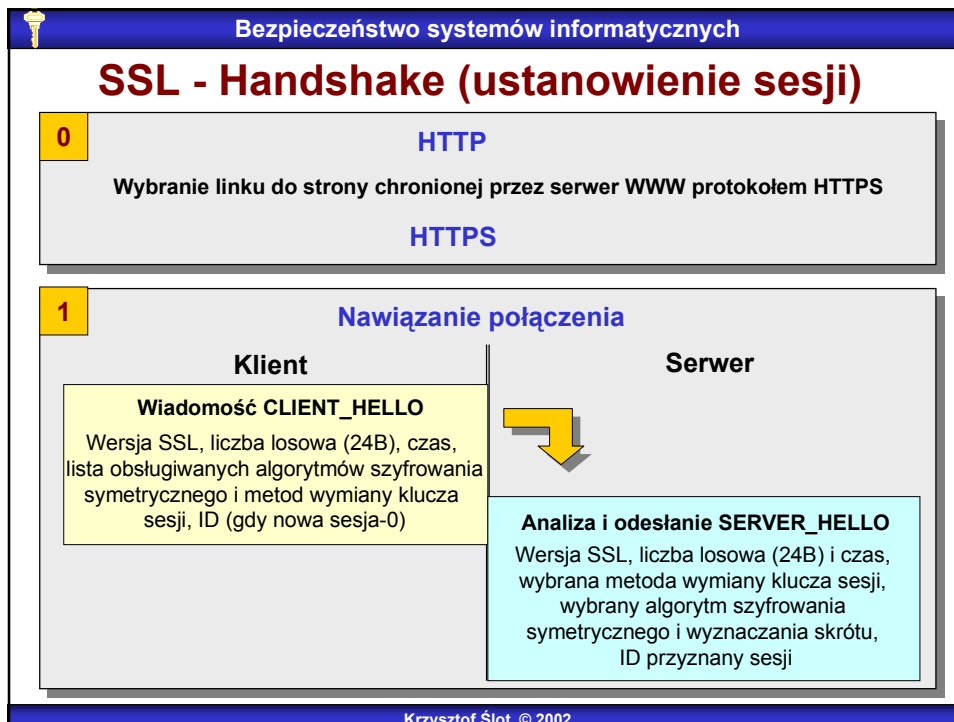 Bezpieczeństwo systemów informatycznych
SSL - Handshake (ustanowienie sesji)
0
HTTP
Wybranie linku do strony chronionej przez serwer WWW protokołem HTTPS
HTTPS
1
Nawiązanie połączenia
Klient
Serwer
Wiadomość CLIENT_HELLO
Wersja SSL, liczba losowa (24B), czas,
lista obsługiwanych algorytmów szyfrowania
symetrycznego i metod wymiany klucza
sesji, ID (gdy nowa sesja-0)
Analiza i odesłanie SERVER_HELLO
Wersja SSL, liczba losowa (24B) i czas,
wybrana metoda wymiany klucza sesji,
wybrany algorytm szyfrowania
symetrycznego i wyznaczania skrótu,
ID przyznany sesji
Krzysztof Ślot, © 2002